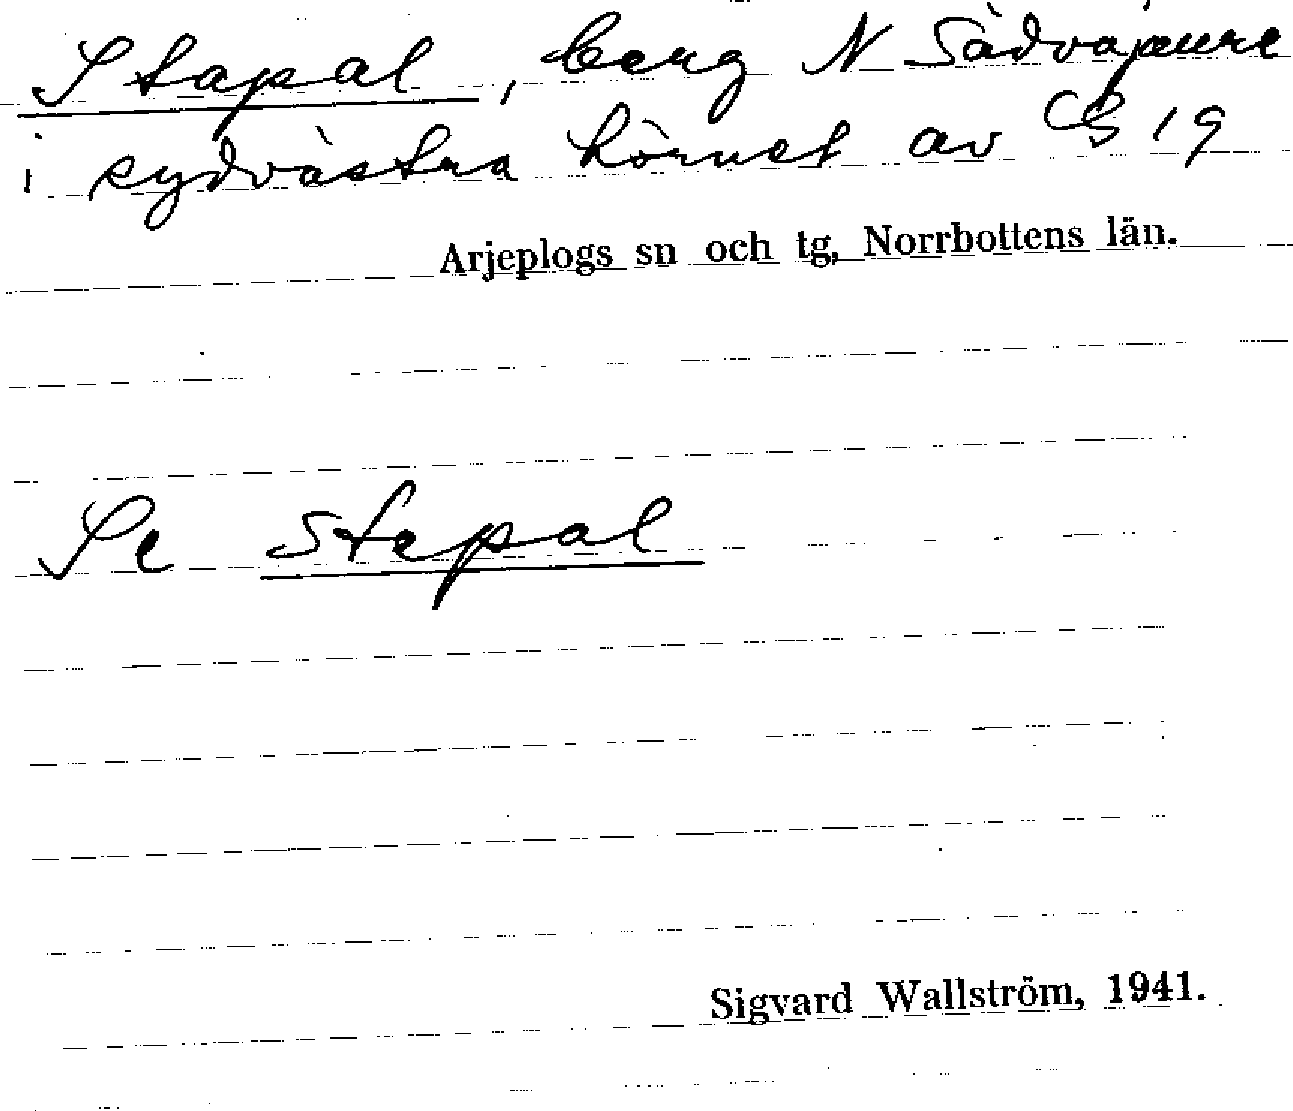 Stapal, berg N Sädvajaure
i sydvästra hörnet av G 19
Arjeplogs sn och tg, Norrbottens län.
Se Stepal
Sigvard Wallström, 1941.